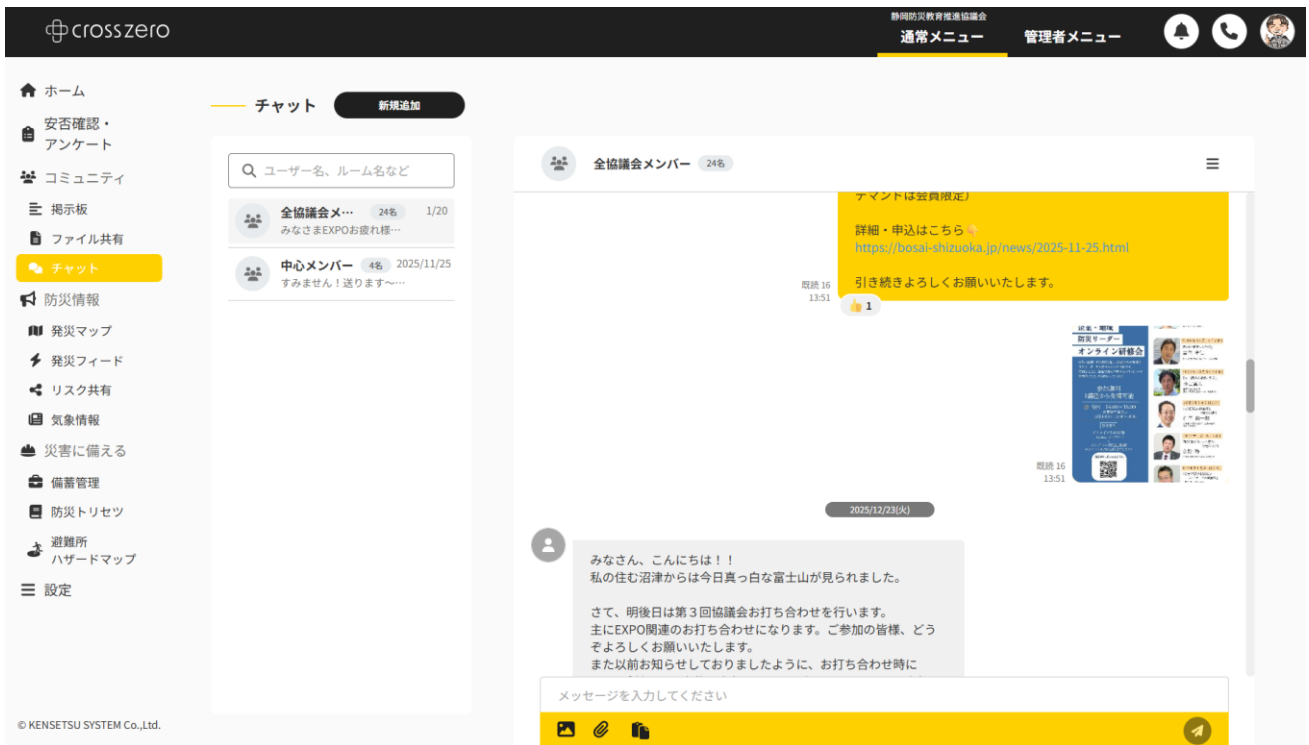 crosszero
静岡防災教育推進協議会
通常メニュー
管理者メニュー
ホーム
安否確認・
アンケート
コミュニティ
掲示板
ファイル共有
チャット
防災情報
発災マップ
発災フィード
リスク共有
気象情報
災害に備える
備蓄管理
防災トリセツ
避難所
ハザードマップ
設定
© KENSETSU SYSTEM Co.,Ltd.
チャット
新規追加
ユーザー名、ルーム名など
全協議会メ… 24名 1/20
みなさまEXPOお疲れ様…
中心メンバー 4名 2025/11/25
すみません！送ります～…
全協議会メンバー 24名
デマンドは会員限定）
詳細・申込はこちら👇
https://bosai-shizuoka.jp/news/2025-11-25.html
引き続きよろしくお願いいたします。
既読 16
13:51
👍 1
防災リーダー
オンライン研修会
既読 16
13:51
2025/12/23(火)
みなさん、こんにちは！！
私の住む沼津からは今日真っ白な富士山が見られました。
さて、明後日は第３回協議会お打ち合わせを行います。
主にEXPO関連のお打ち合わせになります。ご参加の皆様、どう
ぞよろしくお願いいたします。
また以前お知らせしておりましたように、お打ち合わせ時に
メッセージを入力してください